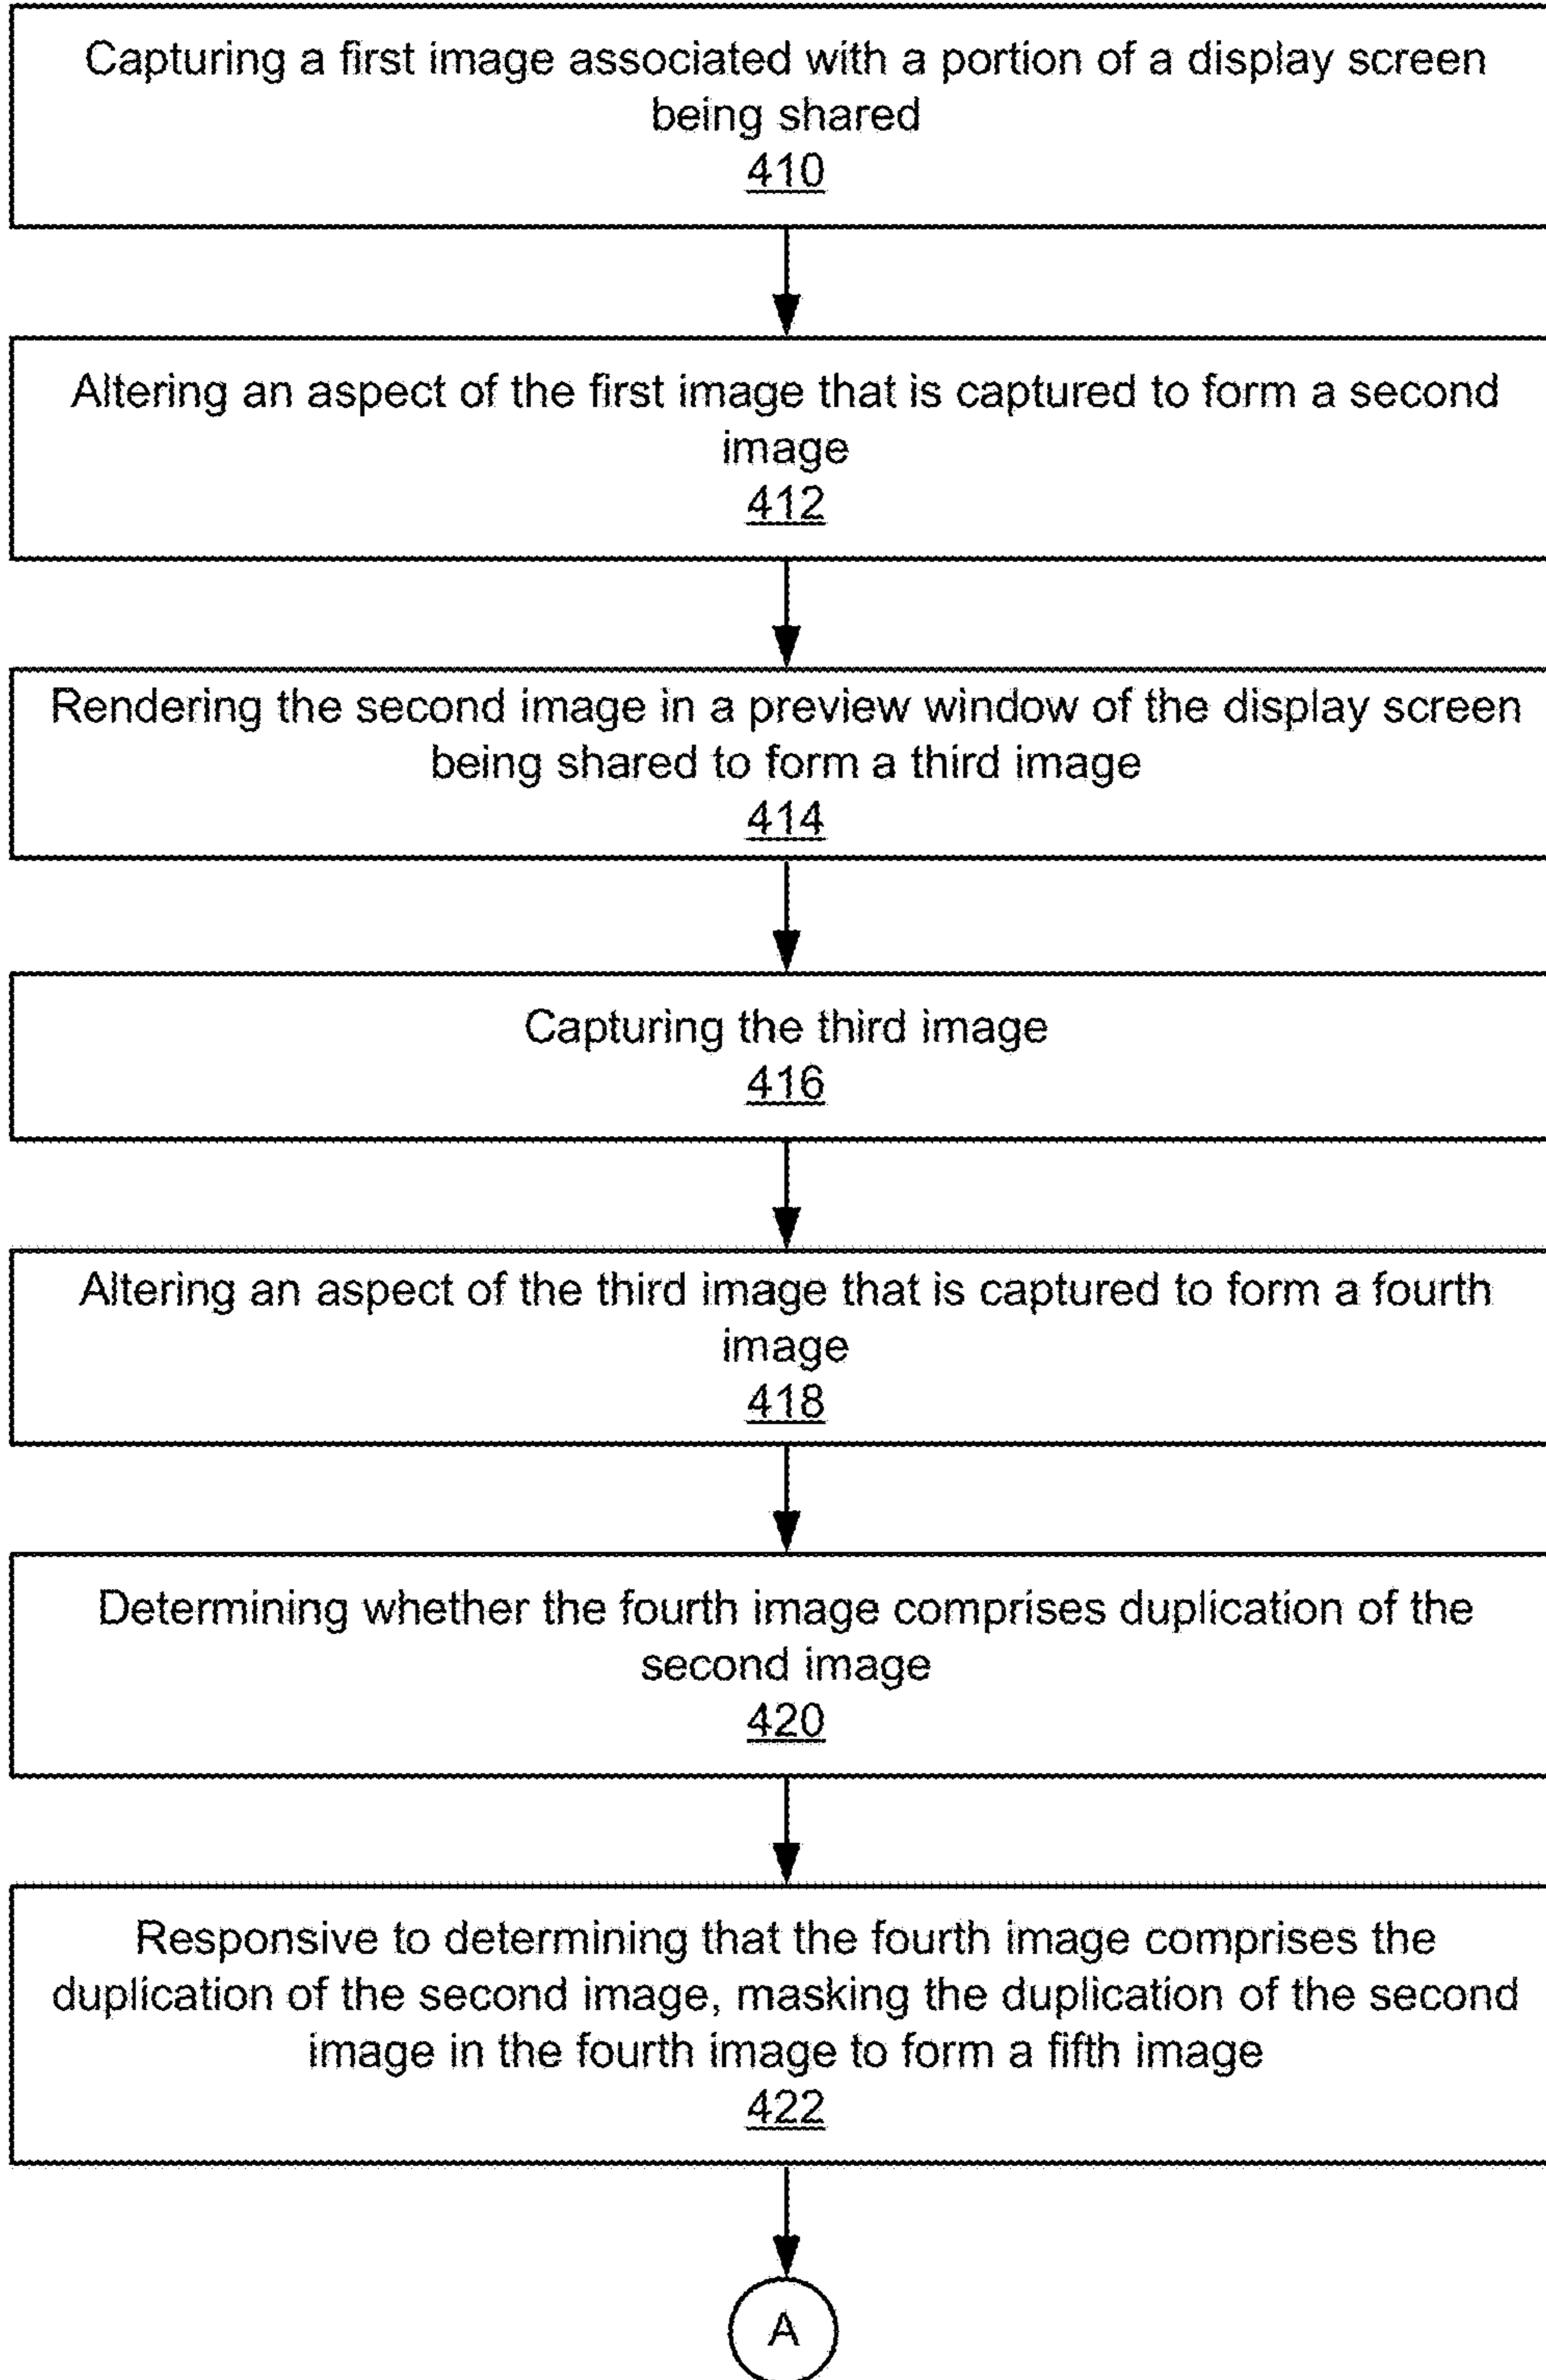 Capturing a first image associated with a portion of a display screen
being shared
410
Altering an aspect of the first image that is captured to form a second
image
412
Rendering the second image in a preview window of the display screen
being shared to form a third image
414
Capturing the third image
416
Altering an aspect of the third image that is captured to form a fourth
image
418
Determining whether the fourth image comprises duplication of the
second image
420
Responsive to determining that the fourth image comprises the
duplication of the second image, masking the duplication of the second
image in the fourth image to form a fifth image
422
A